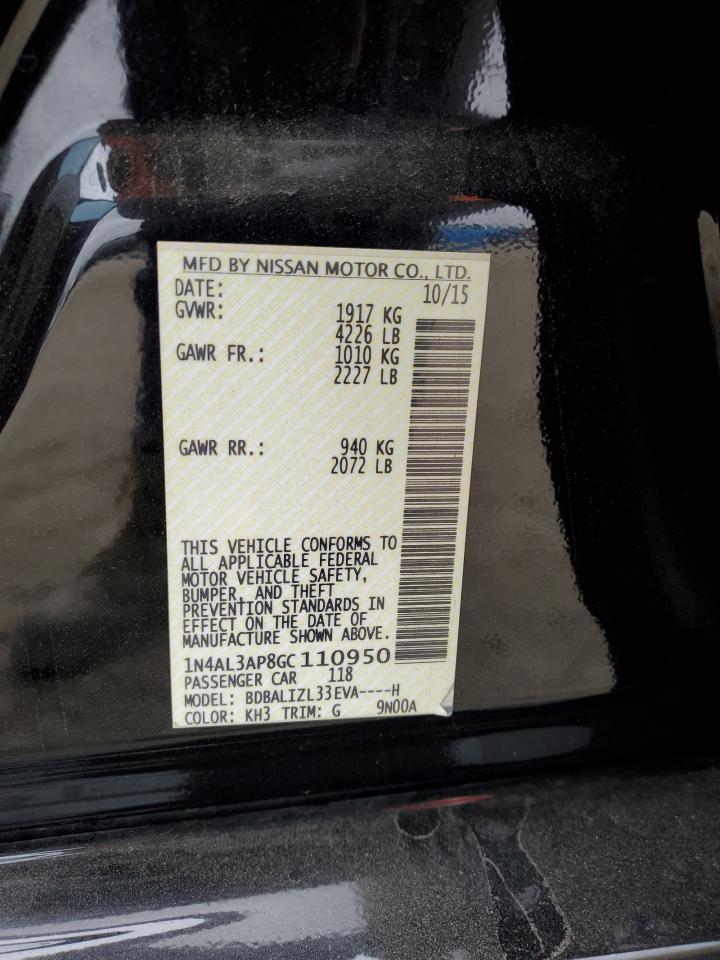 MFD BY NISSAN MOTOR CO., LTD.
DATE: 10/15
GVWR: 1917 KG
4226 LB
GAWR FR.: 1010 KG
2227 LB
GAWR RR.: 940 KG
2072 LB
THIS VEHICLE CONFORMS TO
ALL APPLICABLE FEDERAL
MOTOR VEHICLE SAFETY,
BUMPER, AND THEFT
PREVENTION STANDARDS IN
EFFECT ON THE DATE OF
MANUFACTURE SHOWN ABOVE.
1N4AL3AP8GC110950
PASSENGER CAR 118
MODEL: BDBALIZL33EVA----H
COLOR: KH3 TRIM: G 9N00A